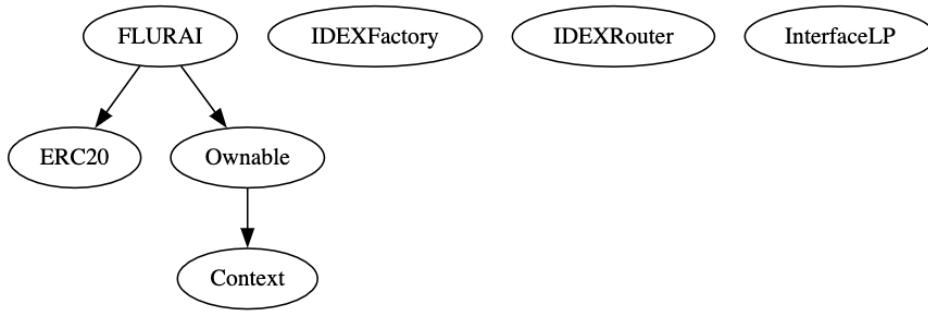 FLURAI
IDEXFactory
IDEXRouter
InterfaceLP
ERC20
Ownable
Context